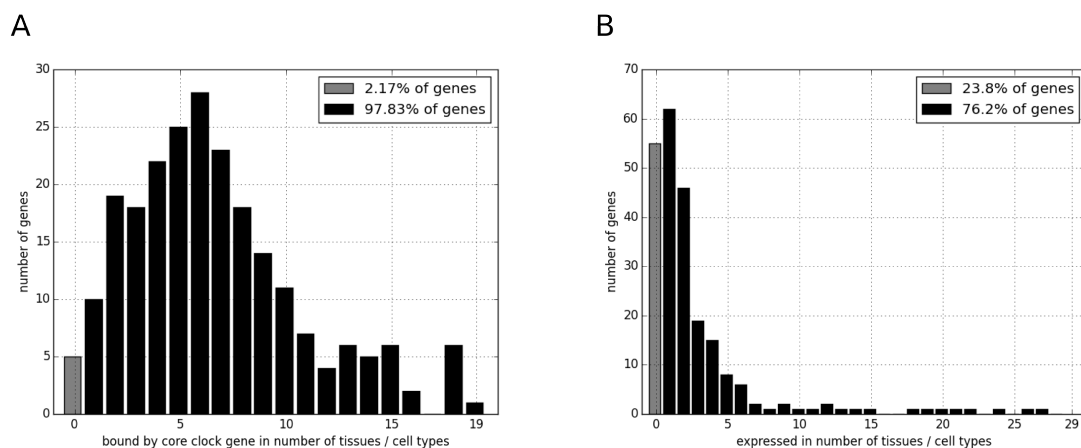 A
B
30
25
20
15
10
5
0
number of genes
2.17% of genes
97.83% of genes
0 5 10 15 19
bound by core clock gene in number of tissues / cell types
70
60
50
40
30
20
10
0
number of genes
23.8% of genes
76.2% of genes
0 5 10 15 20 25 29
expressed in number of tissues / cell types